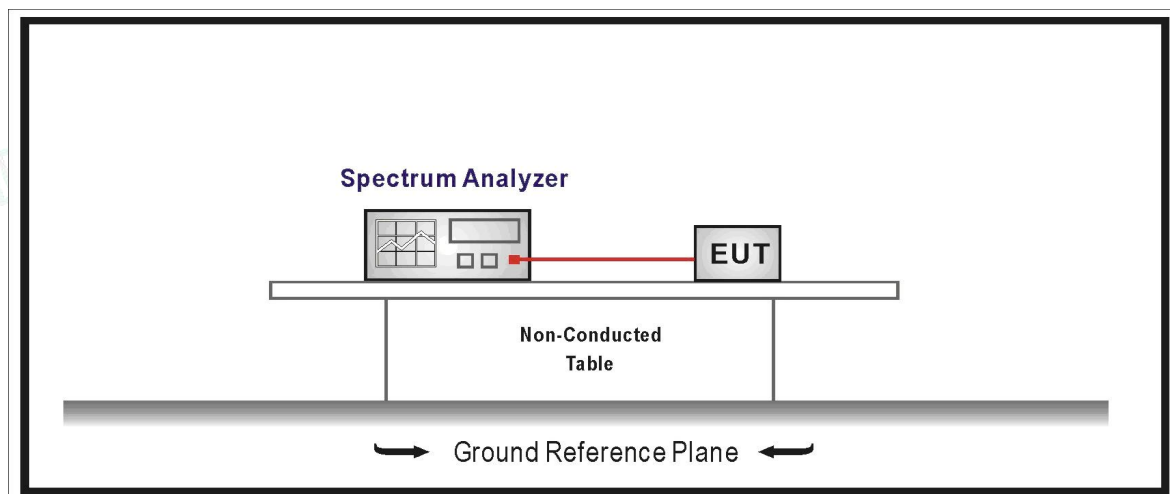 Spectrum Analyzer
EUT
Non-Conducted
Table
Ground Reference Plane